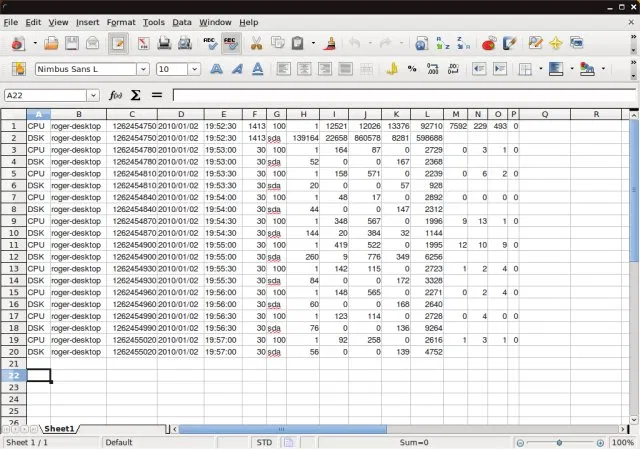 File Edit View Insert Format Tools Data Window Help
Nimbus Sans L 10
A22 f(x) Σ =
A B C D E F G H I J K L M N O P Q R
1 CPU roger-desktop 1262454750 2010/01/02 19:52:30 1413 100 1 12521 12026 13376 92710 7592 229 493 0
2 DSK roger-desktop 1262454750 2010/01/02 19:52:30 1413 sda 139164 22658 860578 8281 598688
3 CPU roger-desktop 1262454780 2010/01/02 19:53:00 30 100 1 164 87 0 2729 0 3 1 0
4 DSK roger-desktop 1262454780 2010/01/02 19:53:00 30 sda 52 0 0 167 2368
5 CPU roger-desktop 1262454810 2010/01/02 19:53:30 30 100 1 158 571 0 2239 0 6 2 0
6 DSK roger-desktop 1262454810 2010/01/02 19:53:30 30 sda 20 0 0 57 928
7 CPU roger-desktop 1262454840 2010/01/02 19:54:00 30 100 1 48 17 0 2892 0 0 0 0
8 DSK roger-desktop 1262454840 2010/01/02 19:54:00 30 sda 44 0 0 147 2312
9 CPU roger-desktop 1262454870 2010/01/02 19:54:30 30 100 1 348 567 0 1996 9 13 1 0
10 DSK roger-desktop 1262454870 2010/01/02 19:54:30 30 sda 144 20 384 32 1144
11 CPU roger-desktop 1262454900 2010/01/02 19:55:00 30 100 1 419 522 0 1995 12 10 9 0
12 DSK roger-desktop 1262454900 2010/01/02 19:55:00 30 sda 260 9 776 349 6256
13 CPU roger-desktop 1262454930 2010/01/02 19:55:30 30 100 1 142 115 0 2723 1 2 4 0
14 DSK roger-desktop 1262454930 2010/01/02 19:55:30 30 sda 84 0 0 172 3328
15 CPU roger-desktop 1262454960 2010/01/02 19:56:00 30 100 1 148 565 0 2271 0 2 4 0
16 DSK roger-desktop 1262454960 2010/01/02 19:56:00 30 sda 60 0 0 168 2640
17 CPU roger-desktop 1262454990 2010/01/02 19:56:30 30 100 1 123 114 0 2728 0 4 0 0
18 DSK roger-desktop 1262454990 2010/01/02 19:56:30 30 sda 76 0 0 136 9264
19 CPU roger-desktop 1262455020 2010/01/02 19:57:00 30 100 1 92 258 0 2616 1 3 1 0
20 DSK roger-desktop 1262455020 2010/01/02 19:57:00 30 sda 56 0 0 139 4752
21
22
23
24
25
26
Sheet1
Sheet 1 / 1 Default STD Sum=0 100%